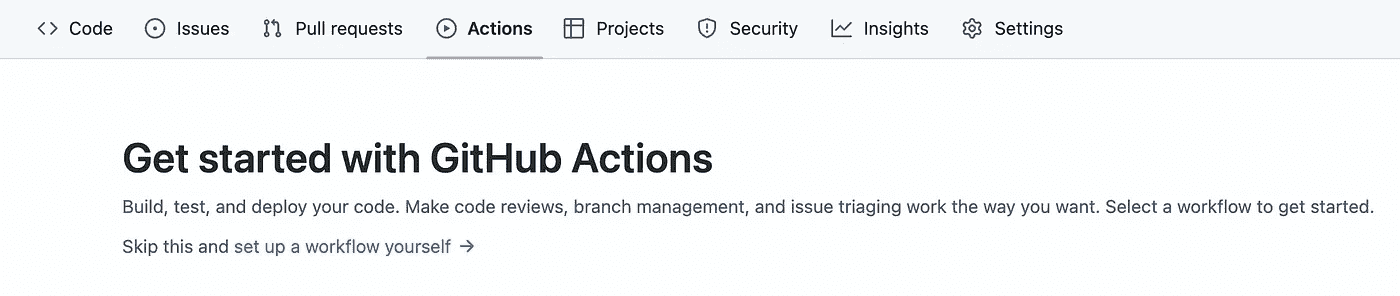 Code Issues Pull requests Actions Projects Security Insights Settings
Get started with GitHub Actions
Build, test, and deploy your code. Make code reviews, branch management, and issue triaging work the way you want. Select a workflow to get started.
Skip this and set up a workflow yourself →